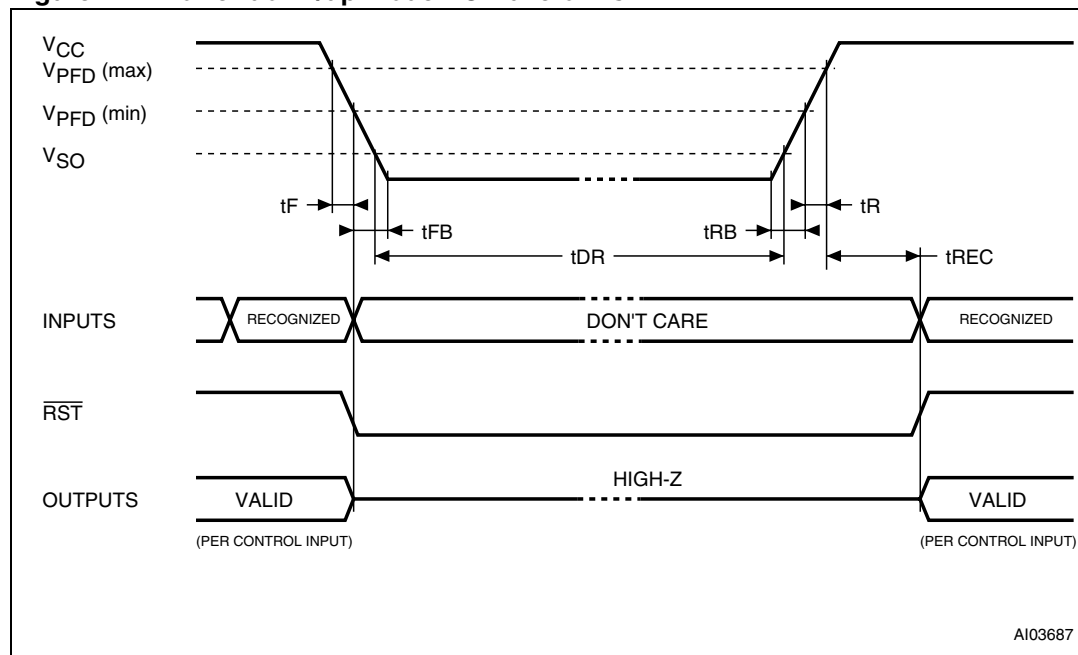 VCC
VPFD (max)
VPFD (min)
VSO
tF
tR
tFB
tRB
tDR
tREC
INPUTS
RECOGNIZED
DON'T CARE
RECOGNIZED
RST
HIGH-Z
OUTPUTS
VALID
VALID
(PER CONTROL INPUT)
(PER CONTROL INPUT)
AI03687